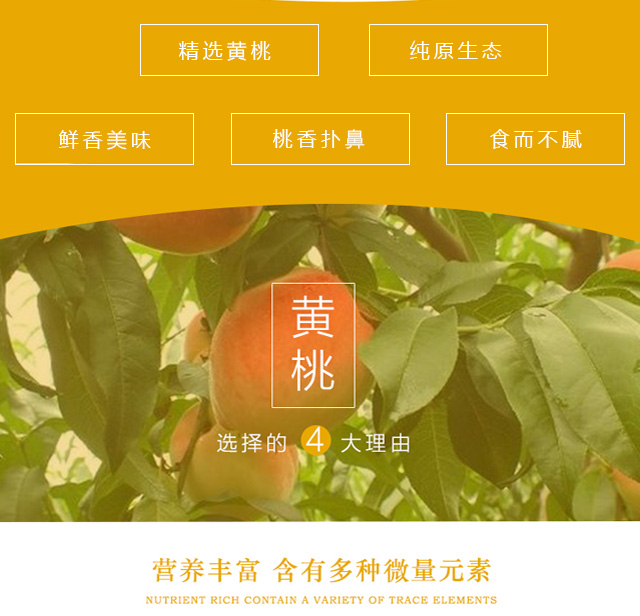 精选黄桃
纯原生态
鲜香美味
桃香扑鼻
食而不腻
黄
桃
选择的 4 大理由
营养丰富 含有多种微量元素
NUTRIENT RICH CONTAIN A VARIETY OF TRACE ELEMENTS